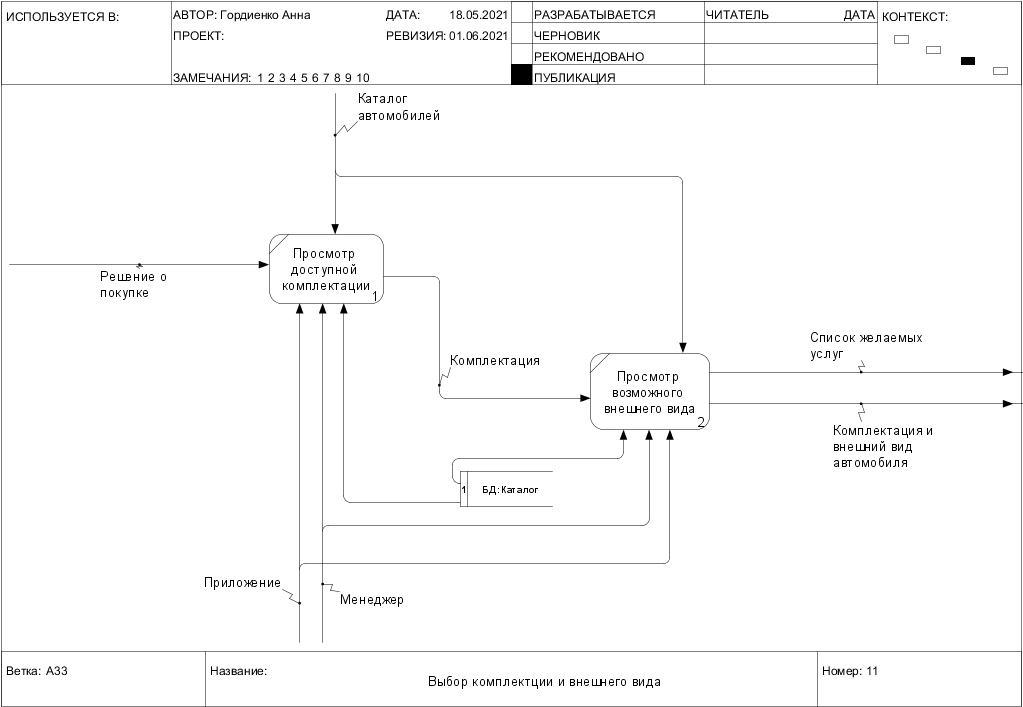 ИСПОЛЬЗУЕТСЯ В:
АВТОР: Гордиенко Анна
ДАТА: 18.05.2021
ПРОЕКТ:
РЕВИЗИЯ: 01.06.2021
ЗАМЕЧАНИЯ: 1 2 3 4 5 6 7 8 9 10
РАЗРАБАТЫВАЕТСЯ
ЧЕРНОВИК
РЕКОМЕНДОВАНО
ПУБЛИКАЦИЯ
ЧИТАТЕЛЬ
ДАТА
КОНТЕКСТ:
Каталог
автомобилей
Просмотр
доступной
комплектации
1
Решение о
покупке
Комплектация
Просмотр
возможного
внешнего вида
2
Список желаемых
услуг
Комплектация и
внешний вид
автомобиля
1
БД: Каталог
Приложение
Менеджер
Ветка: A33
Название:
Выбор комплектции и внешнего вида
Номер: 11